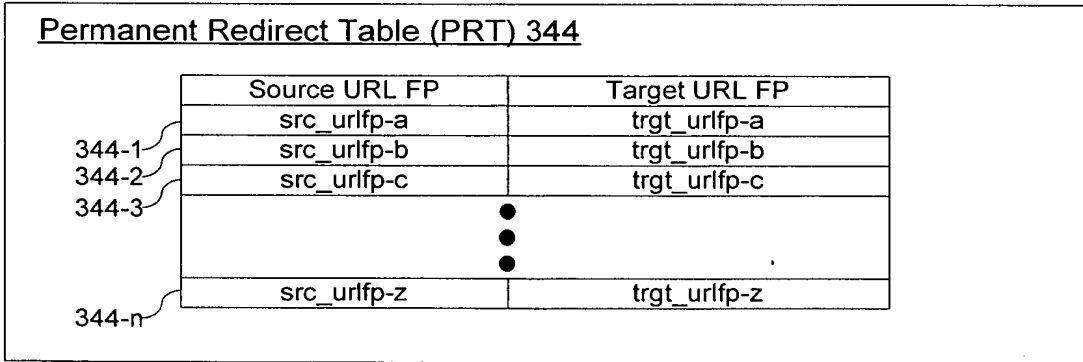 Permanent Redirect Table (PRT) 344
Source URL FP Target URL FP
src_urlfp-a trgt_urlfp-a
344-1 src_urlfp-b trgt_urlfp-b
344-2 src_urlfp-c trgt_urlfp-c
344-3
src_urlfp-z trgt_urlfp-z
344-n